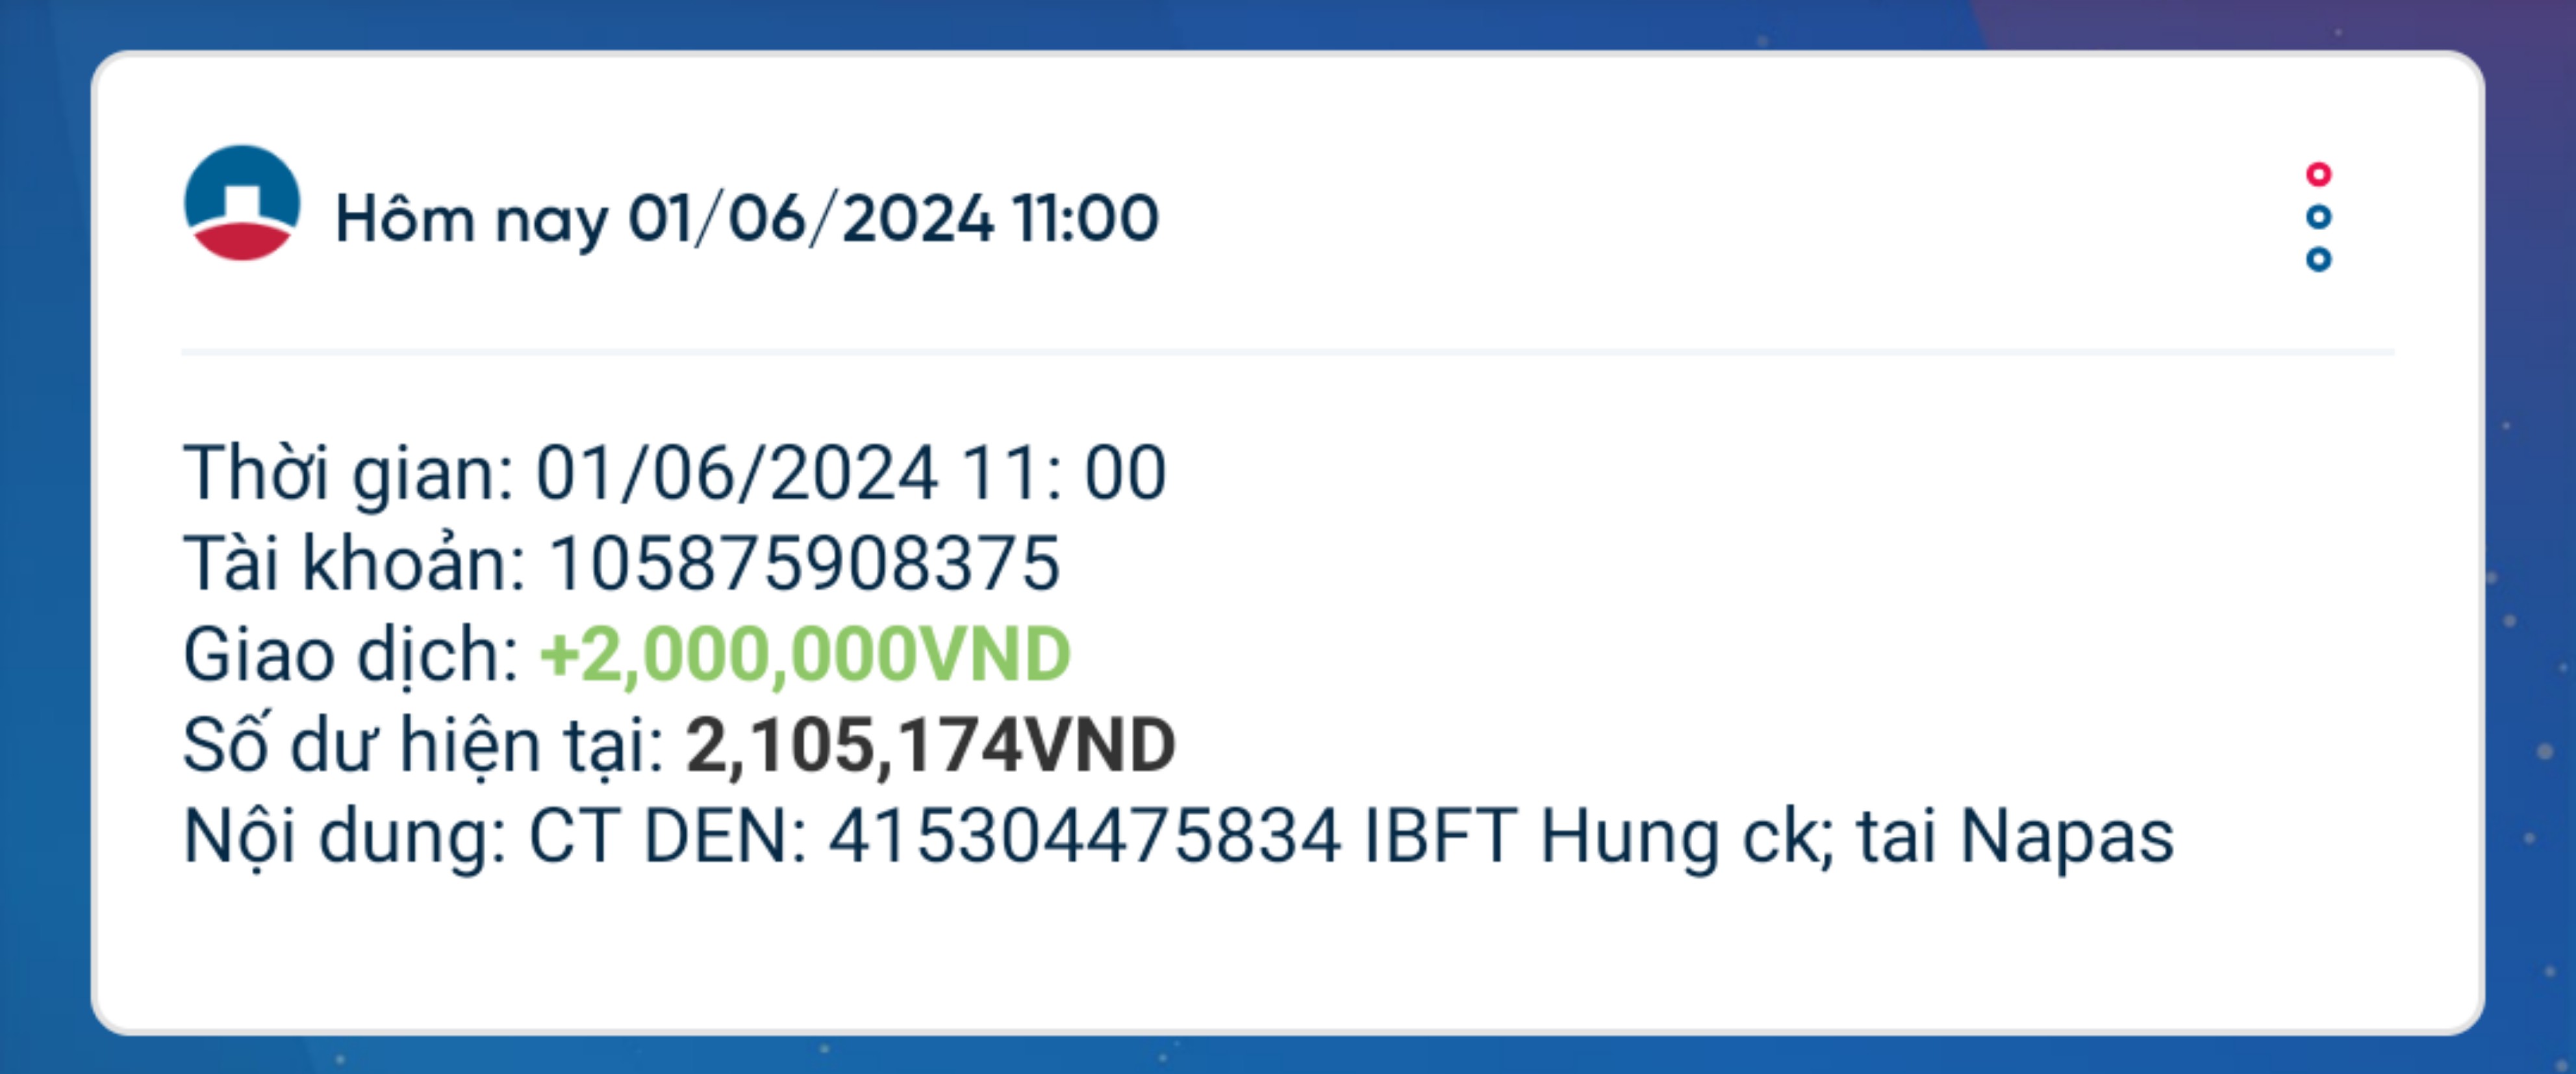 Hôm nay 01/06/2024 11:00
Thời gian: 01/06/2024 11: 00
Tài khoản: 105875908375
Giao dịch: +2,000,000VND
Số dư hiện tại: 2,105,174VND
Nội dung: CT DEN: 415304475834 IBFT Hung ck; tai Napas